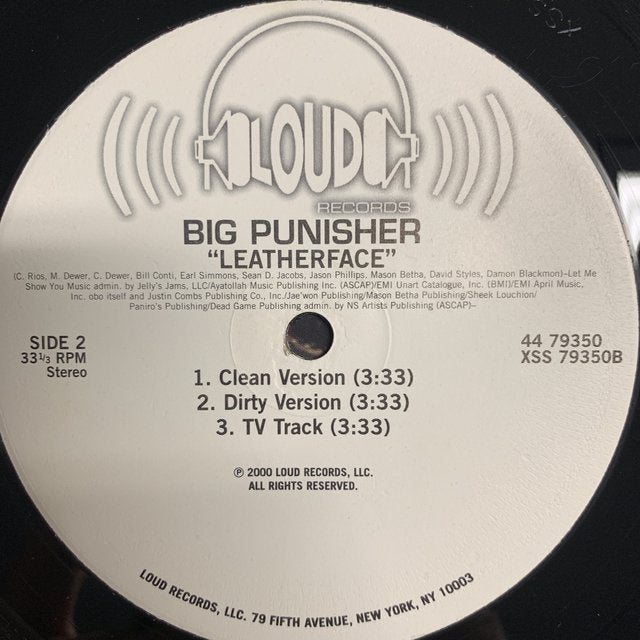 XSS
LOUD
RECORDS
BIG PUNISHER
"LEATHERFACE"
(C. Rios, M. Dewer, C. Dewer, Bill Conti, Earl Simmons, Sean D. Jacobs, Jason Phillips, Mason Betha, David Styles, Damon Blackmon)–Let Me
Show You Music admin. by Jelly's Jams, LLC/Ayatollah Music Publishing Inc. (ASCAP)/EMI Unart Catalogue, Inc. (BMI)/EMI April Music,
Inc. obo itself and Justin Combs Publishing Co., Inc./Jae'won Publishing/Mason Betha Publishing/Sheek Louchion/
Paniro's Publishing/Dead Game Publishing admin. by NS Artists Publishing (ASCAP)–
SIDE 2
33⅓ RPM
Stereo
44 79350
XSS 79350B
1. Clean Version (3:33)
2. Dirty Version (3:33)
3. TV Track (3:33)
℗ 2000 LOUD RECORDS, LLC.
ALL RIGHTS RESERVED.
LOUD RECORDS, LLC. 79 FIFTH AVENUE, NEW YORK, NY 10003